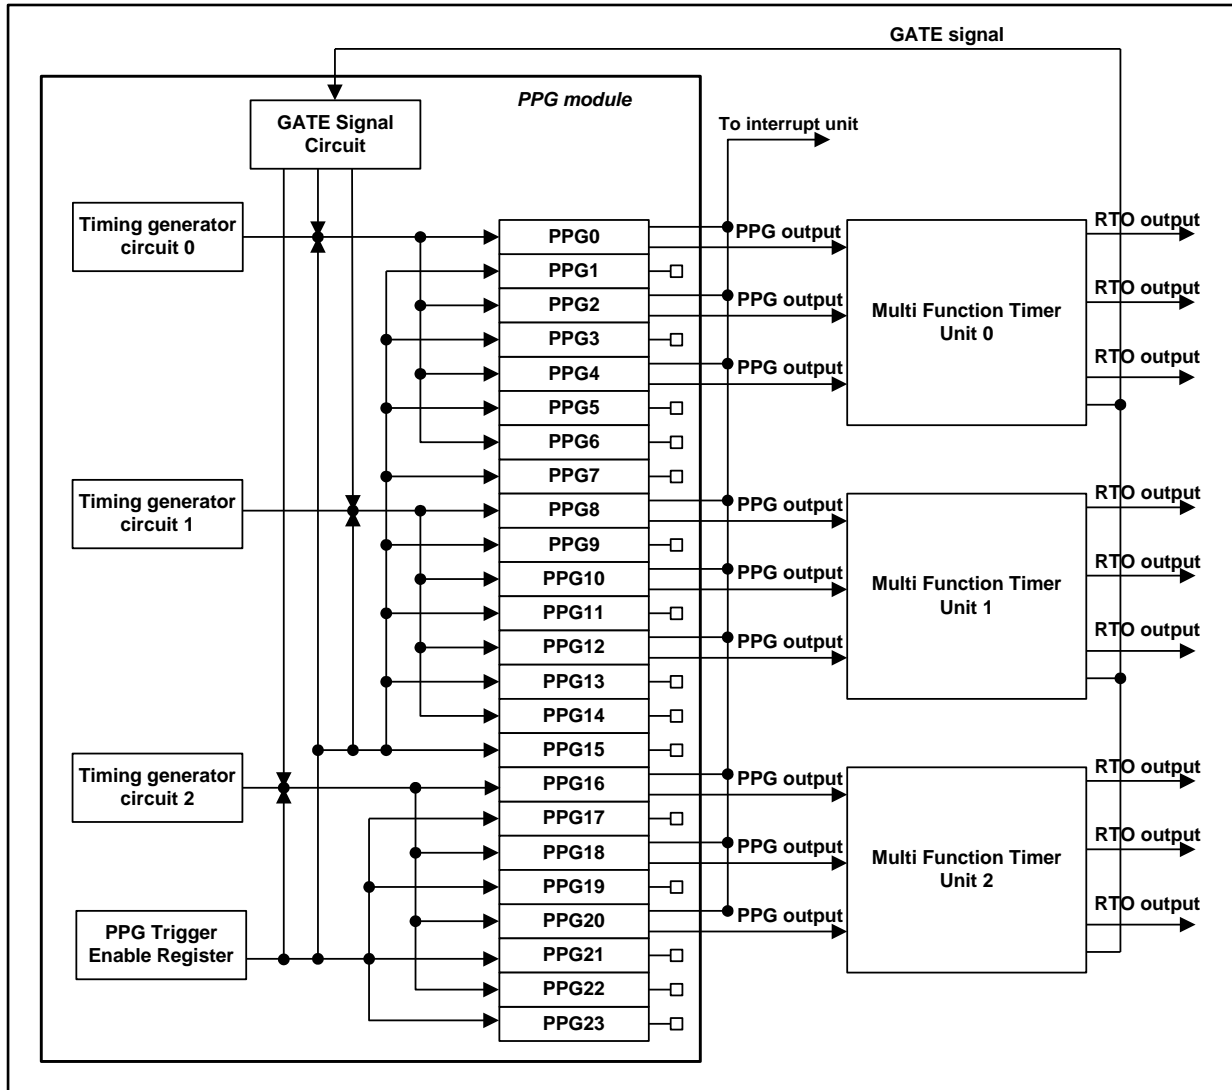 GATE signal
PPG module
GATE Signal
Circuit
To interrupt unit
Timing generator
circuit 0
Timing generator
circuit 1
Timing generator
circuit 2
PPG Trigger
Enable Register
PPG0
PPG1
PPG2
PPG3
PPG4
PPG5
PPG6
PPG7
PPG8
PPG9
PPG10
PPG11
PPG12
PPG13
PPG14
PPG15
PPG16
PPG17
PPG18
PPG19
PPG20
PPG21
PPG22
PPG23
PPG output
PPG output
PPG output
Multi Function Timer
Unit 0
RTO output
RTO output
RTO output
PPG output
PPG output
PPG output
Multi Function Timer
Unit 1
RTO output
RTO output
RTO output
PPG output
PPG output
PPG output
Multi Function Timer
Unit 2
RTO output
RTO output
RTO output